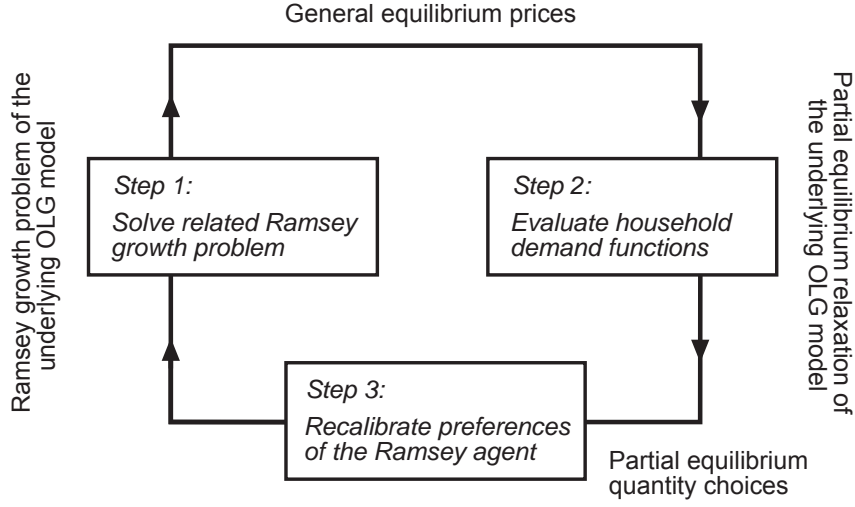 General equilibrium prices
Ramsey growth problem of the
underlying OLG model
Step 1:
Solve related Ramsey
growth problem
Step 2:
Evaluate household
demand functions
Partial equilibrium relaxation of
the underlying OLG model
Step 3:
Recalibrate preferences
of the Ramsey agent
Partial equilibrium
quantity choices